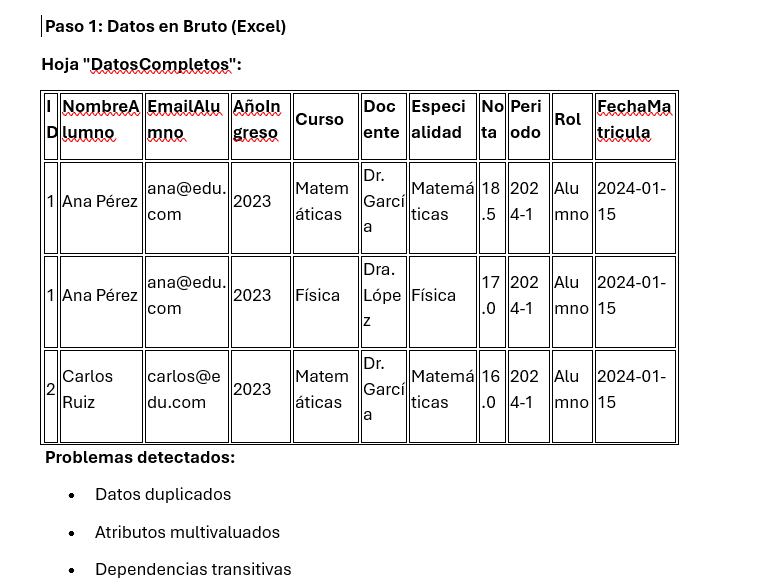 Paso 1: Datos en Bruto (Excel)
Hoja "DatosCompletos":
ID NombreAlumno EmailAlumno AñoIngreso Curso Docente Especialidad Nota Periodo Rol FechaMatricula
1 Ana Pérez ana@edu.com 2023 Matemáticas Dr. García Matemáticas 18.5 2024-1 Alumno 2024-01-15
1 Ana Pérez ana@edu.com 2023 Física Dra. López Física 17.0 2024-1 Alumno 2024-01-15
2 Carlos Ruiz carlos@edu.com 2023 Matemáticas Dr. García Matemáticas 16.0 2024-1 Alumno 2024-01-15
Problemas detectados:
• Datos duplicados
• Atributos multivaluados
• Dependencias transitivas